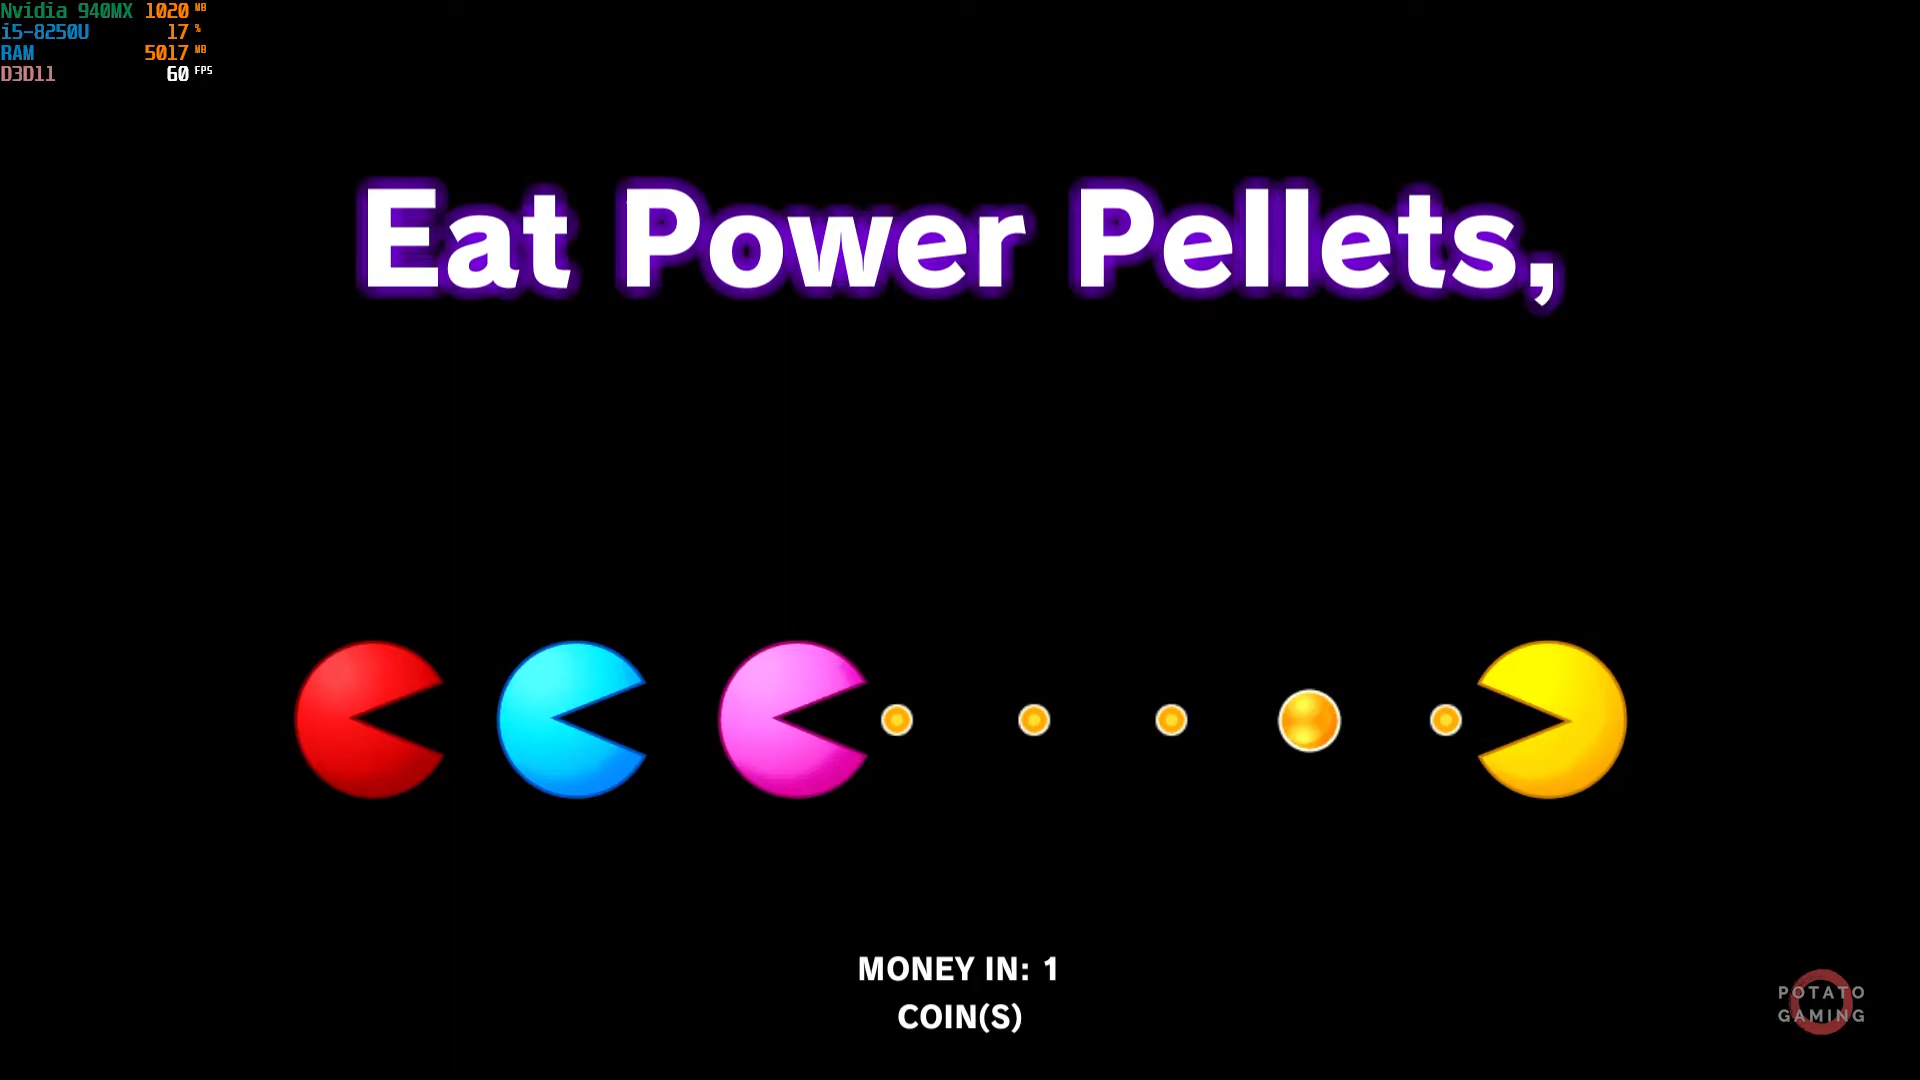 Nvidia 940MX 1020 MB
i5-8250U 17 %
RAM 5017 MB
D3D11 60 FPS
Eat Power Pellets,
MONEY IN: 1
COIN(S)
POTATO
GAMING